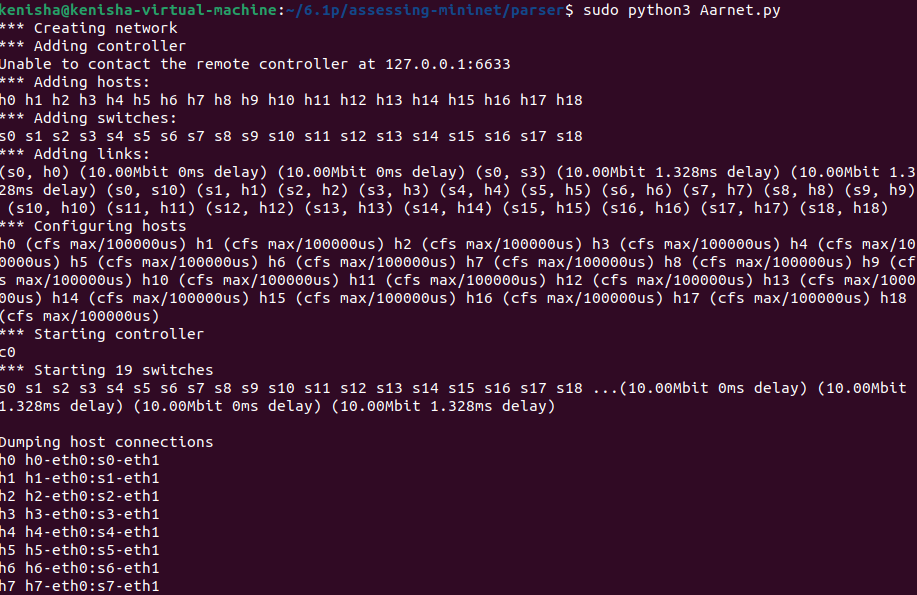 kenisha@kenisha-virtual-machine:~/6.1p/assessing-mininet/parser$ sudo python3 Aarnet.py
*** Creating network
*** Adding controller
Unable to contact the remote controller at 127.0.0.1:6633
*** Adding hosts:
h0 h1 h2 h3 h4 h5 h6 h7 h8 h9 h10 h11 h12 h13 h14 h15 h16 h17 h18
*** Adding switches:
s0 s1 s2 s3 s4 s5 s6 s7 s8 s9 s10 s11 s12 s13 s14 s15 s16 s17 s18
*** Adding links:
(s0, h0) (10.00Mbit 0ms delay) (10.00Mbit 0ms delay) (s0, s3) (10.00Mbit 1.328ms delay) (10.00Mbit 1.3
28ms delay) (s0, s10) (s1, h1) (s2, h2) (s3, h3) (s4, h4) (s5, h5) (s6, h6) (s7, h7) (s8, h8) (s9, h9)
(s10, h10) (s11, h11) (s12, h12) (s13, h13) (s14, h14) (s15, h15) (s16, h16) (s17, h17) (s18, h18)
*** Configuring hosts
h0 (cfs max/100000us) h1 (cfs max/100000us) h2 (cfs max/100000us) h3 (cfs max/100000us) h4 (cfs max/10
0000us) h5 (cfs max/100000us) h6 (cfs max/100000us) h7 (cfs max/100000us) h8 (cfs max/100000us) h9 (cf
s max/100000us) h10 (cfs max/100000us) h11 (cfs max/100000us) h12 (cfs max/100000us) h13 (cfs max/1000
00us) h14 (cfs max/100000us) h15 (cfs max/100000us) h16 (cfs max/100000us) h17 (cfs max/100000us) h18
(cfs max/100000us)
*** Starting controller
c0
*** Starting 19 switches
s0 s1 s2 s3 s4 s5 s6 s7 s8 s9 s10 s11 s12 s13 s14 s15 s16 s17 s18 ...(10.00Mbit 0ms delay) (10.00Mbit
1.328ms delay) (10.00Mbit 0ms delay) (10.00Mbit 1.328ms delay)
Dumping host connections
h0 h0-eth0:s0-eth1
h1 h1-eth0:s1-eth1
h2 h2-eth0:s2-eth1
h3 h3-eth0:s3-eth1
h4 h4-eth0:s4-eth1
h5 h5-eth0:s5-eth1
h6 h6-eth0:s6-eth1
h7 h7-eth0:s7-eth1